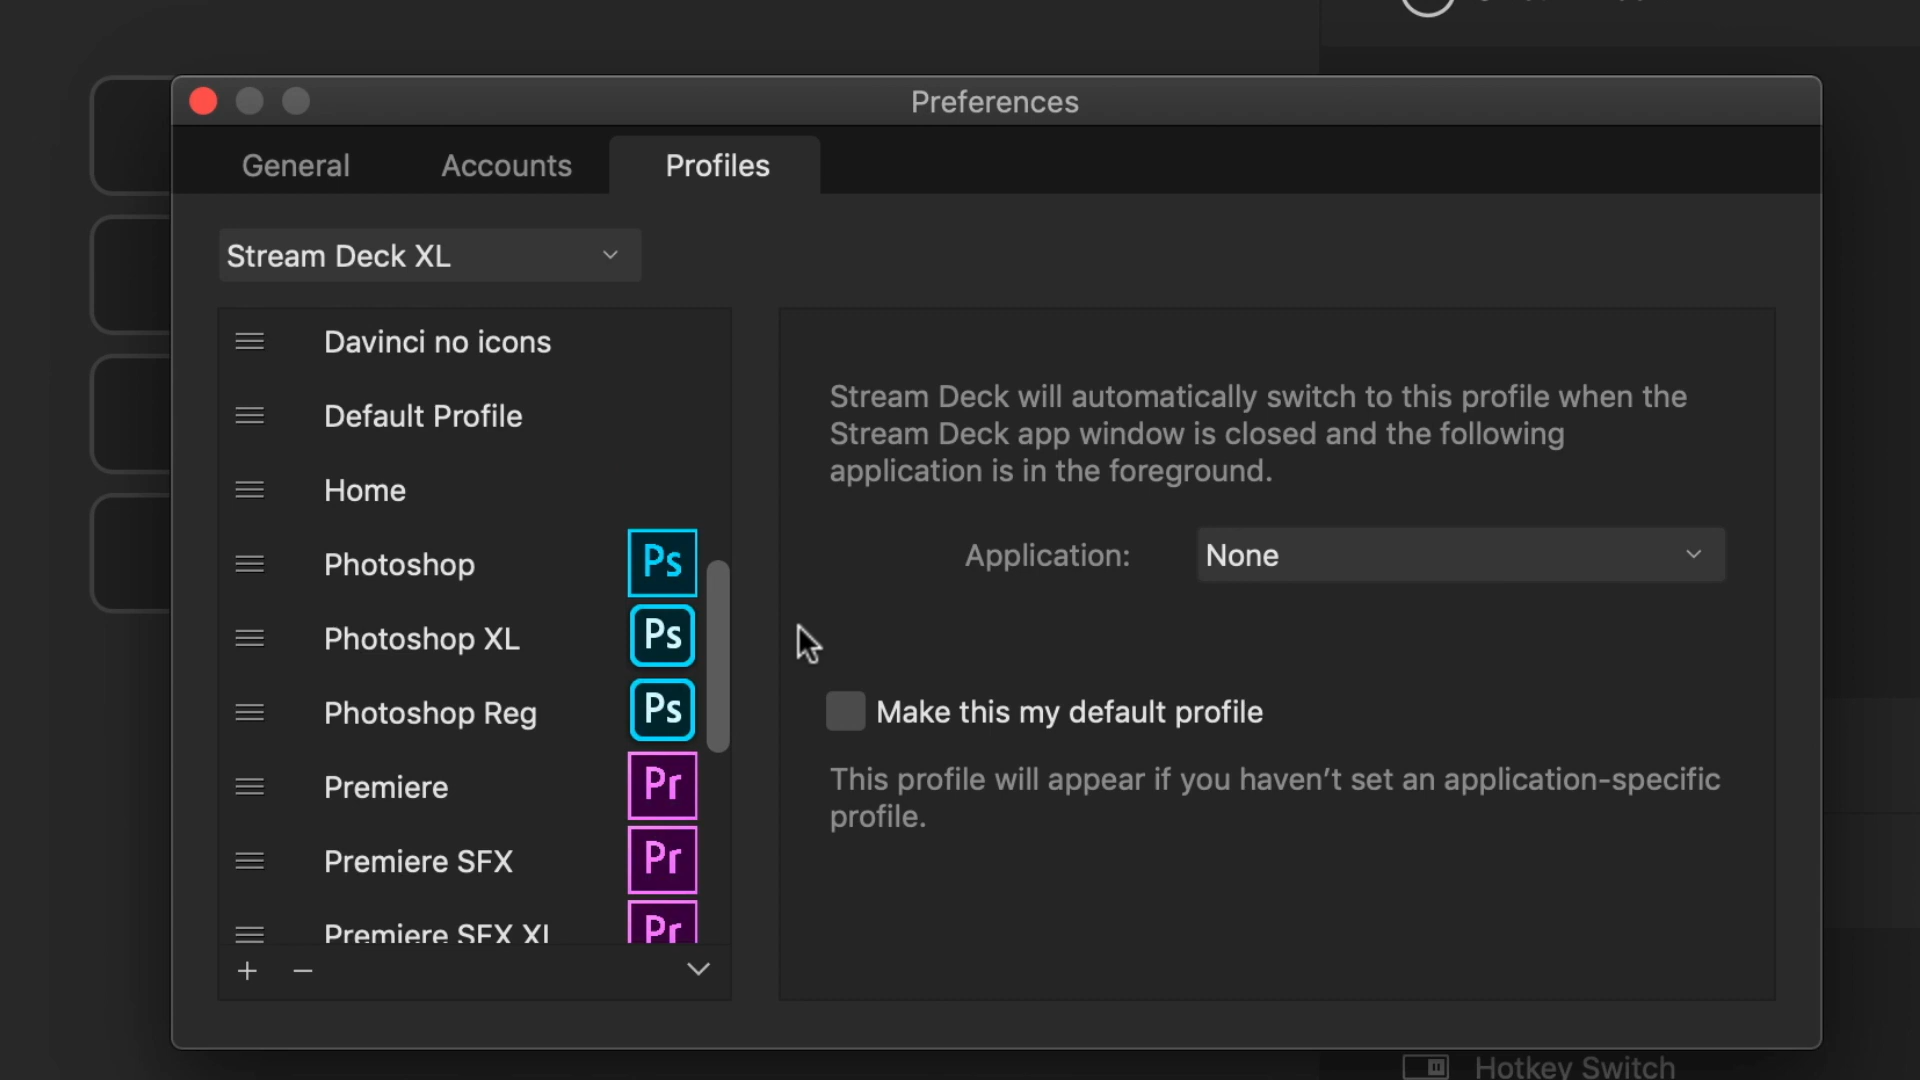 Preferences
General
Accounts
Profiles
Stream Deck XL
Davinci no icons
Default Profile
Home
Photoshop
Ps
Photoshop XL
Ps
Photoshop Reg
Ps
Premiere
Pr
Premiere SFX
Pr
Premiere SFX XL
Pr
Stream Deck will automatically switch to this profile when the
Stream Deck app window is closed and the following
application is in the foreground.
Application:
None
Make this my default profile
This profile will appear if you haven’t set an application-specific
profile.
Hotkey Switch